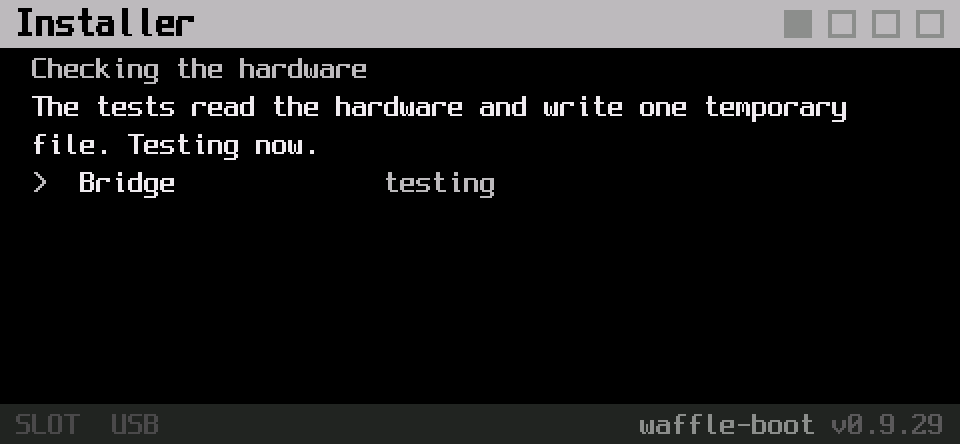 Installer
Checking the hardware
The tests read the hardware and write one temporary
file. Testing now.
> Bridge testing
SLOT USB waffle-boot v0.9.29